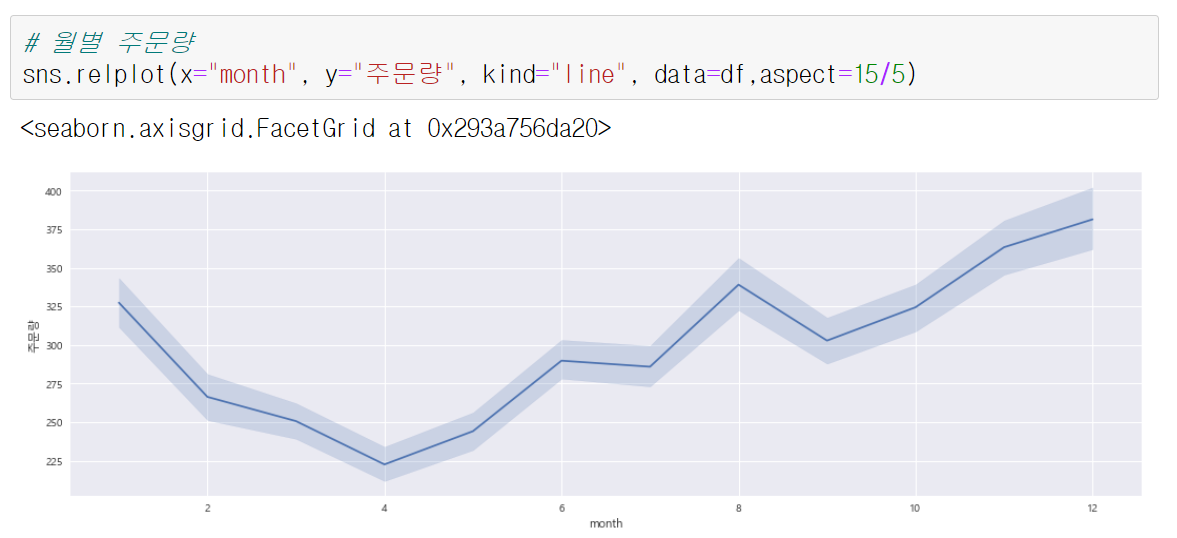 # 월별 주문량
sns.relplot(x="month", y="주문량", kind="line", data=df,aspect=15/5)
<seaborn.axisgrid.FacetGrid at 0x293a756da20>
400
375
350
325
300
275
250
225
주문량
2 4 6 8 10 12
month